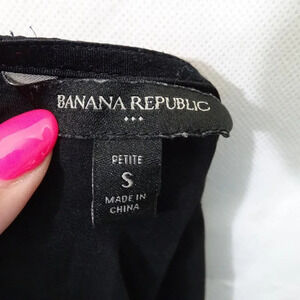 BANANA REPUBLIC
PETITE
S
MADE IN
CHINA